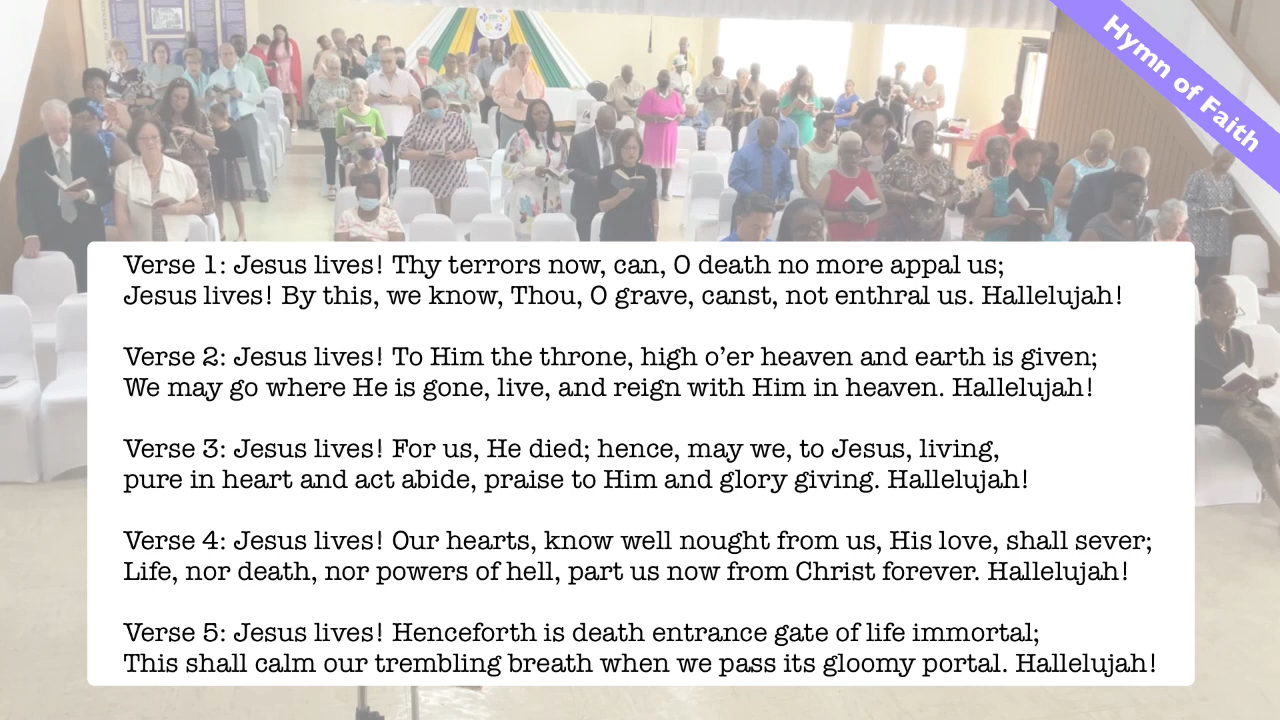 Hymn of Faith
Verse 1: Jesus lives! Thy terrors now, can, O death no more appal us;
Jesus lives! By this, we know, Thou, O grave, canst, not enthral us. Hallelujah!
Verse 2: Jesus lives! To Him the throne, high o’er heaven and earth is given;
We may go where He is gone, live, and reign with Him in heaven. Hallelujah!
Verse 3: Jesus lives! For us, He died; hence, may we, to Jesus, living,
pure in heart and act abide, praise to Him and glory giving. Hallelujah!
Verse 4: Jesus lives! Our hearts, know well nought from us, His love, shall sever;
Life, nor death, nor powers of hell, part us now from Christ forever. Hallelujah!
Verse 5: Jesus lives! Henceforth is death entrance gate of life immortal;
This shall calm our trembling breath when we pass its gloomy portal. Hallelujah!